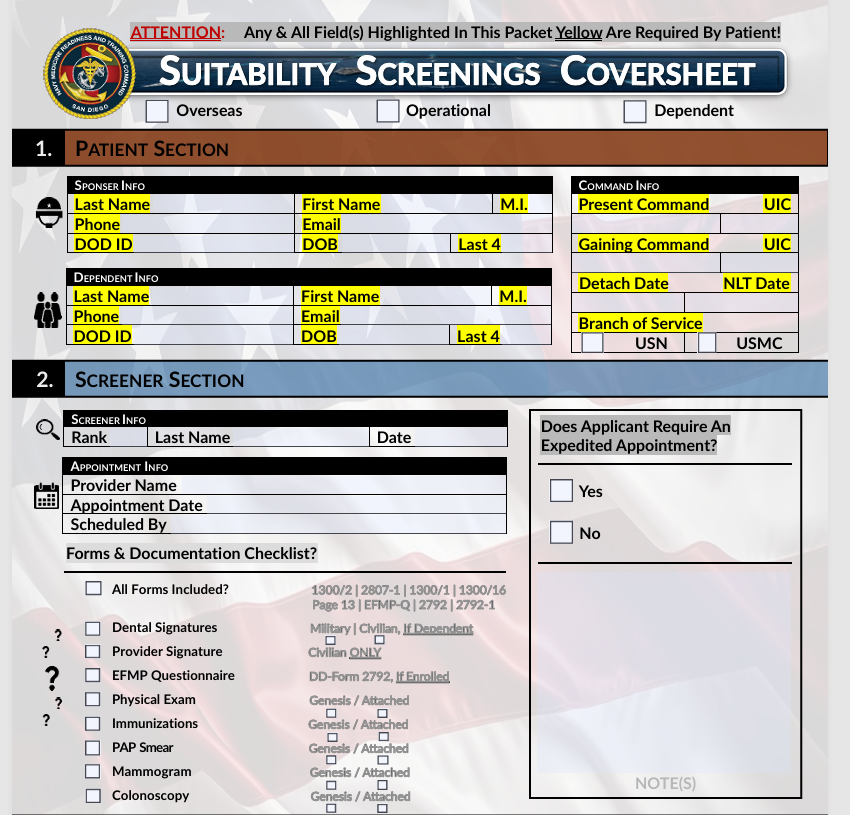 ATTENTION: Any & All Field(s) Highlighted In This Packet Yellow Are Required By Patient!
NAVY MEDICINE READINESS AND TRAINING COMMAND
SAN DIEGO
SUITABILITY SCREENINGS COVERSHEET
Overseas Operational Dependent
1. PATIENT SECTION
SPONSER INFO
Last Name First Name M.I.
Phone Email
DOD ID DOB Last 4
DEPENDENT INFO
Last Name First Name M.I.
Phone Email
DOD ID DOB Last 4
COMMAND INFO
Present Command UIC
Gaining Command UIC
Detach Date NLT Date
Branch of Service
USN USMC
2. SCREENER SECTION
SCREENER INFO
Rank Last Name Date
APPOINTMENT INFO
Provider Name
Appointment Date
Scheduled By
Forms & Documentation Checklist?
All Forms Included? 1300/2 | 2807-1 | 1300/1 | 1300/16
Page 13 | EFMP-Q | 2792 | 2792-1
Dental Signatures Military | Civilian, If Dependent
Provider Signature Civilian ONLY
EFMP Questionnaire DD-Form 2792, If Enrolled
Physical Exam Genesis / Attached
Immunizations Genesis / Attached
PAP Smear Genesis / Attached
Mammogram Genesis / Attached
Colonoscopy Genesis / Attached
? ? ? ? ?
Does Applicant Require An
Expedited Appointment?
Yes
No
NOTE(S)